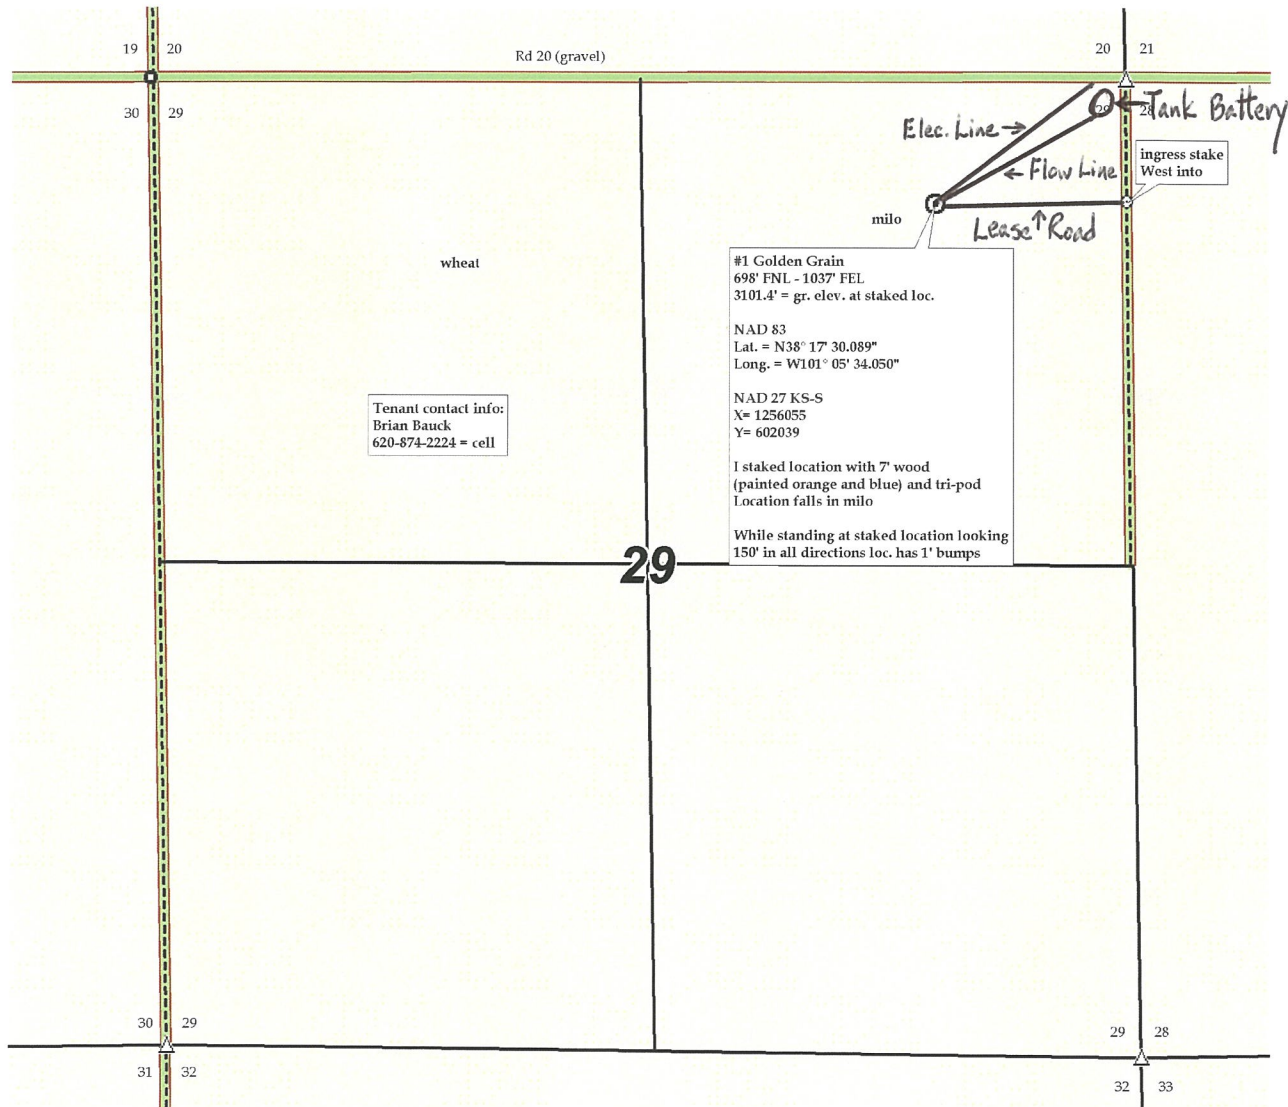 19 20
Rd 20 (gravel)
20 21
30 29
29 28
Tank Battery
Elec. Line
Flow Line
ingress stake
West into
milo
Lease Road
wheat
#1 Golden Grain
698' FNL - 1037' FEL
3101.4' = gr. elev. at staked loc.
NAD 83
Lat. = N38° 17' 30.089"
Long. = W101° 05' 34.050"
NAD 27 KS-S
X= 1256055
Y= 602039
I staked location with 7' wood
(painted orange and blue) and tri-pod
Location falls in milo
While standing at staked location looking
150' in all directions loc. has 1' bumps
Tenant contact info:
Brian Bauck
620-874-2224 = cell
29
30 29
29 28
31 32
32 33